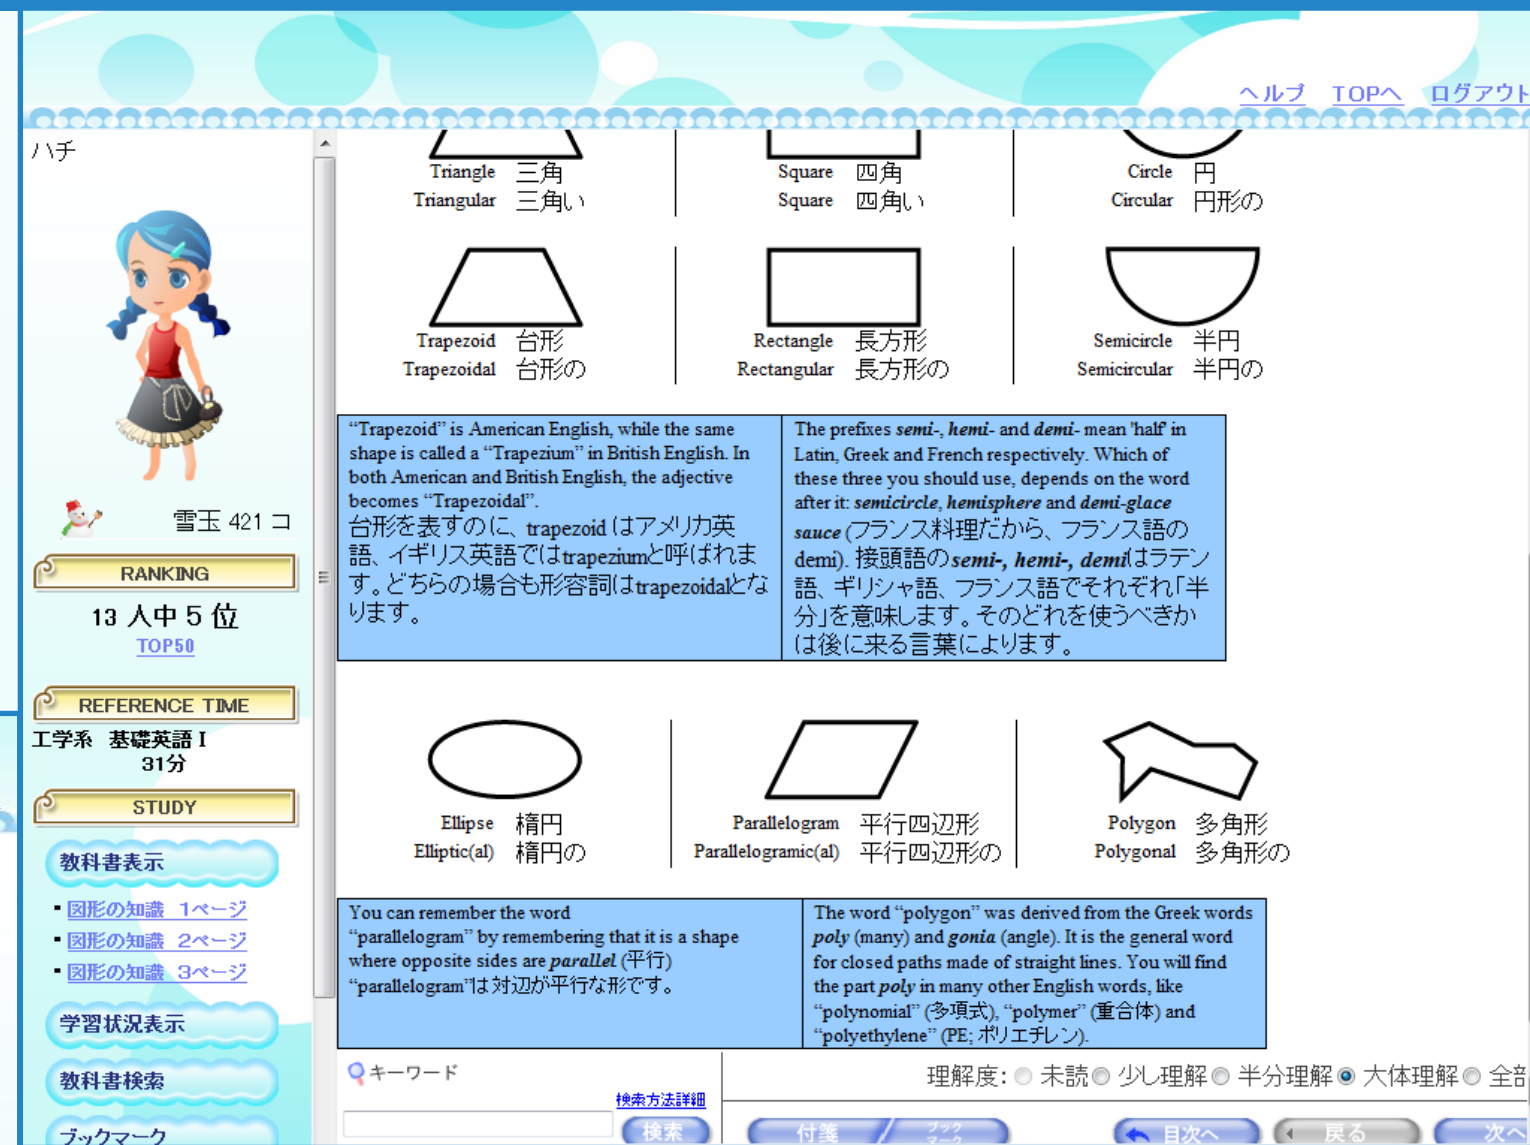 ヘルプ TOPへ ログアウト
ハチ
雪玉 421 コ
RANKING
13 人中 5 位
TOP50
REFERENCE TIME
工学系 基礎英語 I
31分
STUDY
教科書表示
図形の知識 1ページ
図形の知識 2ページ
図形の知識 3ページ
学習状況表示
教科書検索
ブックマーク
Triangle 三角
Triangular 三角い
Square 四角
Square 四角い
Circle 円
Circular 円形の
Trapezoid 台形
Trapezoidal 台形の
Rectangle 長方形
Rectangular 長方形の
Semicircle 半円
Semicircular 半円の
“Trapezoid” is American English, while the same
shape is called a “Trapezium” in British English. In
both American and British English, the adjective
becomes “Trapezoidal”.
台形を表すのに、trapezoid はアメリカ英
語、イギリス英語ではtrapeziumと呼ばれま
す。どちらの場合も形容詞はtrapezoidalとな
ります。
The prefixes semi-, hemi- and demi- mean 'half' in
Latin, Greek and French respectively. Which of
these three you should use, depends on the word
after it: semicircle, hemisphere and demi-glace
sauce (フランス料理だから、フランス語の
demi). 接頭語のsemi-, hemi-, demiはラテン
語、ギリシャ語、フランス語でそれぞれ「半
分」を意味します。そのどれを使うべきか
は後に来る言葉によります。
Ellipse 楕円
Elliptic(al) 楕円の
Parallelogram 平行四辺形
Parallelogramic(al) 平行四辺形の
Polygon 多角形
Polygonal 多角形の
You can remember the word
“parallelogram” by remembering that it is a shape
where opposite sides are parallel (平行)
“parallelogram”は対辺が平行な形です。
The word “polygon” was derived from the Greek words
poly (many) and gonia (angle). It is the general word
for closed paths made of straight lines. You will find
the part poly in many other English words, like
“polynomial” (多項式), “polymer” (重合体) and
“polyethylene” (PE; ポリエチレン).
キーワード
検索方法詳細
検索
理解度: 未読 少し理解 半分理解 大体理解 全部
付箋 / ブックマーク 目次へ 戻る 次へ